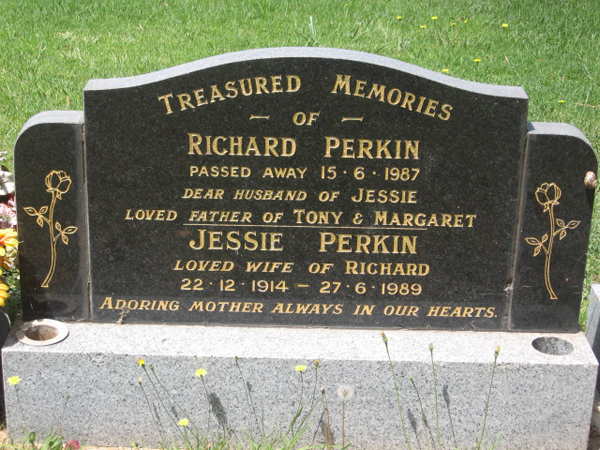 TREASURED MEMORIES
— OF —
RICHARD PERKIN
PASSED AWAY 15·6·1987
DEAR HUSBAND OF JESSIE
LOVED FATHER OF TONY & MARGARET
JESSIE PERKIN
LOVED WIFE OF RICHARD
22·12·1914 – 27·6·1989
ADORING MOTHER ALWAYS IN OUR HEARTS.